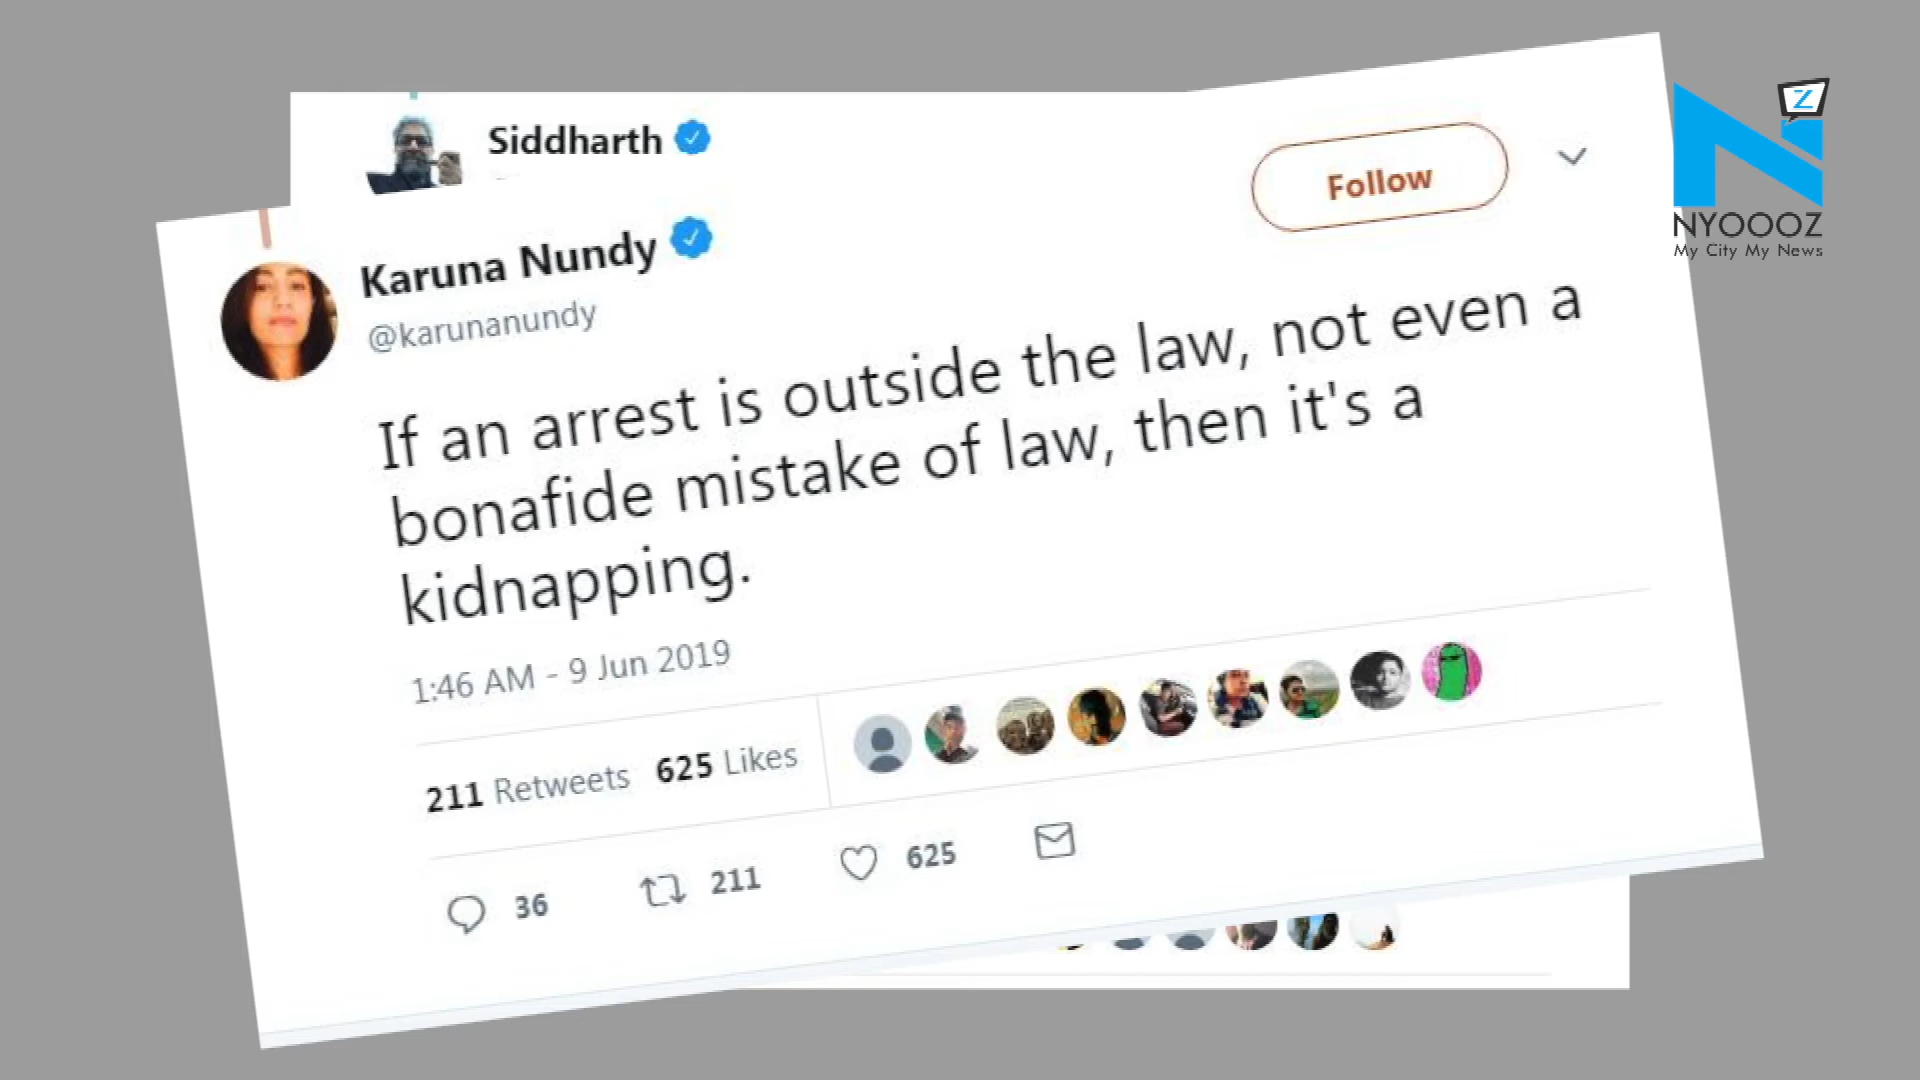 Siddharth
Follow
Z
NYOOOZ
My City My News
Karuna Nundy
@karunanundy
If an arrest is outside the law, not even a
bonafide mistake of law, then it's a
kidnapping.
1:46 AM - 9 Jun 2019
211 Retweets 625 Likes
36 211 625